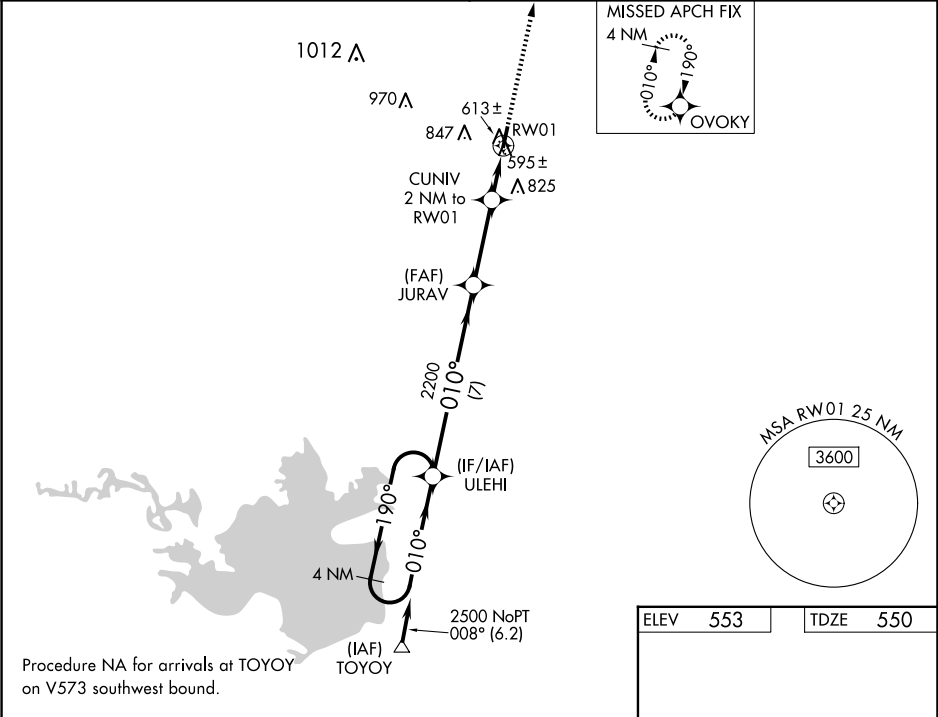 MISSED APCH FIX
4 NM
010°
190°
OVOKY
1012
970
847
613±
RW01
595±
825
CUNIV
2 NM to
RW01
(FAF)
JURAV
2200
010°
(7)
MSA RW01 25 NM
3600
(IF/IAF)
ULEHI
190°
010°
4 NM
2500 NoPT
008° (6.2)
(IAF)
TOYOY
ELEV 553
TDZE 550
Procedure NA for arrivals at TOYOY
on V573 southwest bound.